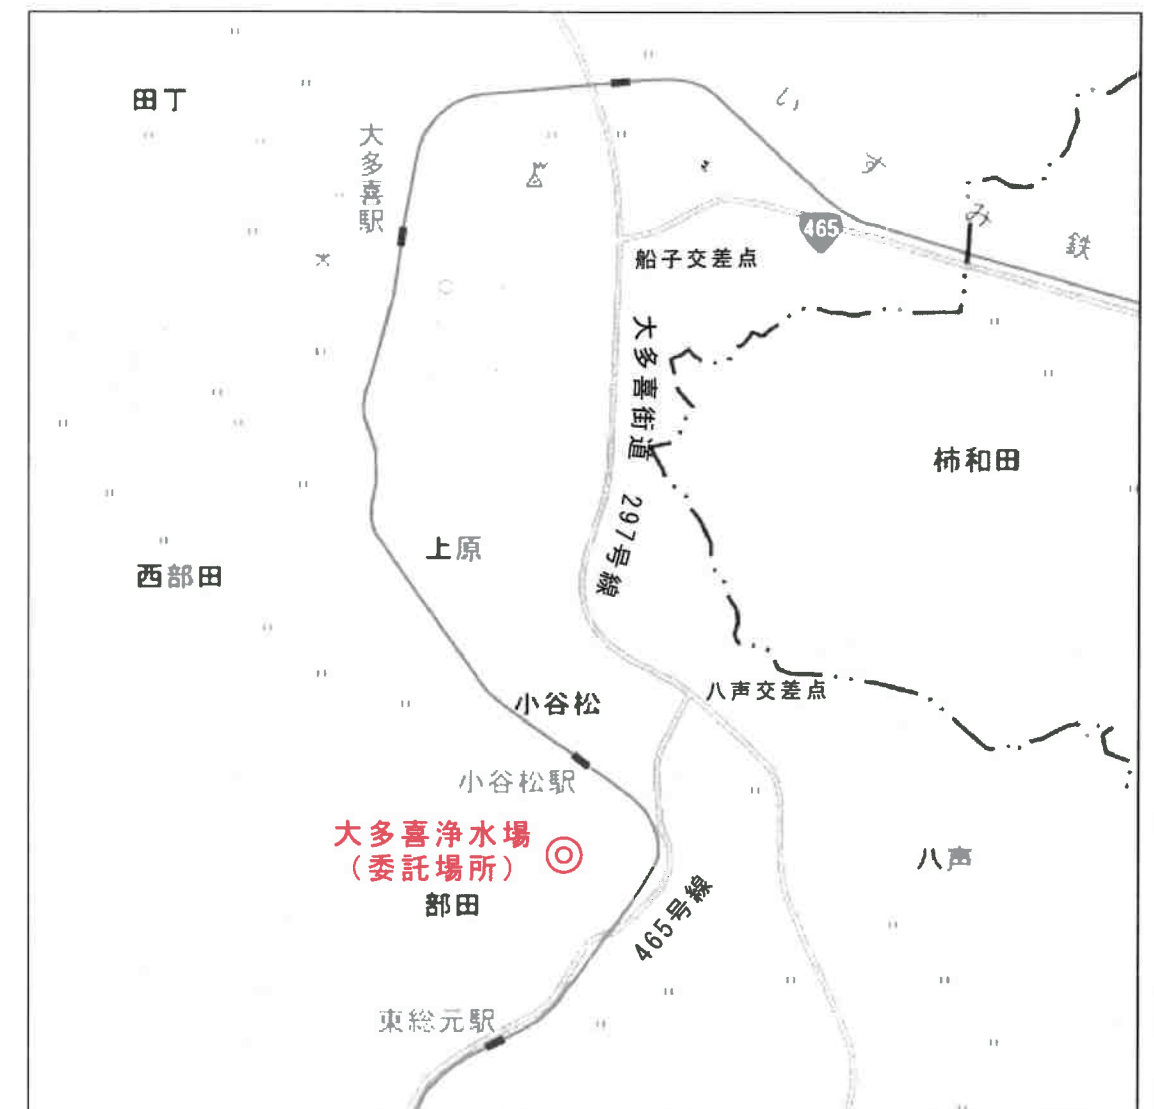 田丁
大多喜駅
いすみ鉄
465
船子交差点
大多喜街道 297号線
柿和田
上原
西部田
八声交差点
小谷松
小谷松駅
大多喜浄水場
(委託場所)
部田
八声
465号線
東総元駅